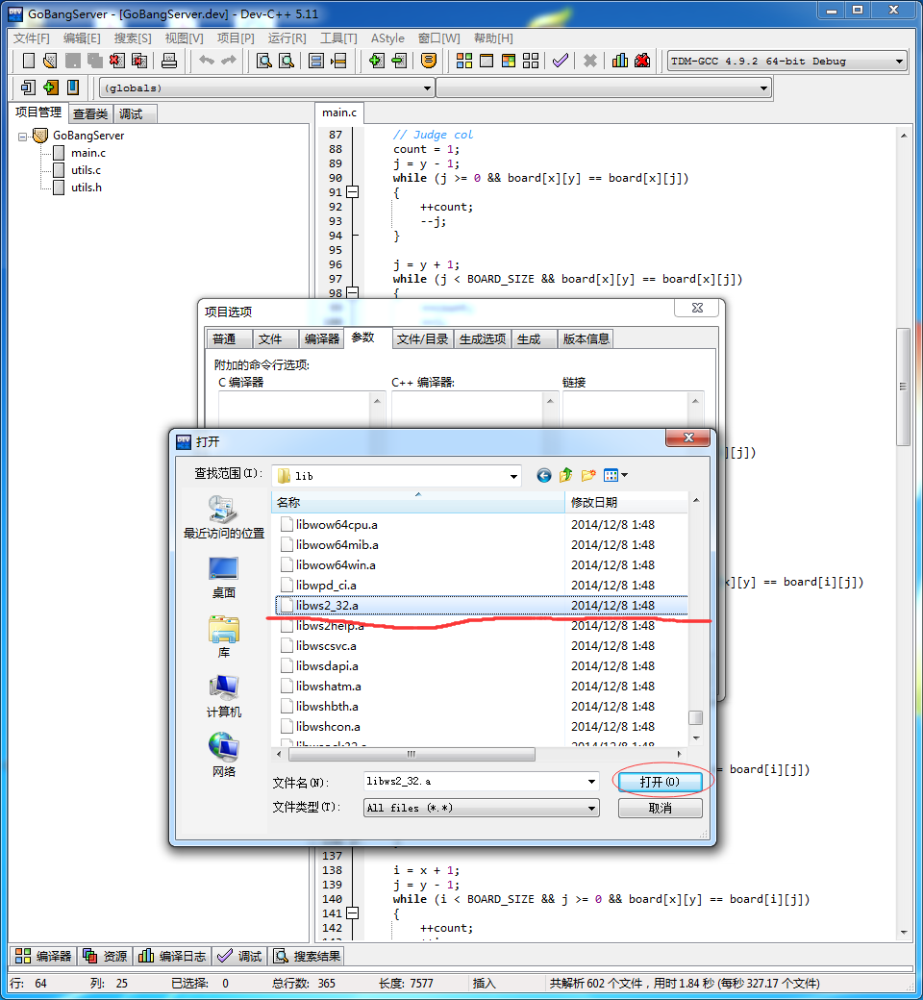 GoBangServer - [GoBangServer.dev] - Dev-C++ 5.11
文件[F] 编辑[E] 搜索[S] 视图[V] 项目[P] 运行[R] 工具[T] AStyle 窗口[W] 帮助[H]
TDM-GCC 4.9.2 64-bit Debug
(globals)
项目管理 查看类 调试
GoBangServer
main.c
utils.c
utils.h
main.c
87 // Judge col
88 count = 1;
89 j = y - 1;
90 while (j >= 0 && board[x][y] == board[x][j])
91 {
92 ++count;
93 --j;
94 }
95
96 j = y + 1;
97 while (j < BOARD_SIZE && board[x][y] == board[x][j])
98 {
项目选项
普通 文件 编译器 参数 文件/目录 生成选项 生成 版本信息
附加的命令行选项:
C 编译器 C++ 编译器: 链接
][j])
x][y] == board[i][j])
= board[i][j])
打开
查找范围(I): lib
最近访问的位置
桌面
库
计算机
网络
名称 修改日期
libwow64cpu.a 2014/12/8 1:48
libwow64mib.a 2014/12/8 1:48
libwow64win.a 2014/12/8 1:48
libwpd_ci.a 2014/12/8 1:48
libws2_32.a 2014/12/8 1:48
libws2help.a 2014/12/8 1:48
libwscsvc.a 2014/12/8 1:48
libwsdapi.a 2014/12/8 1:48
libwshatm.a 2014/12/8 1:48
libwshbth.a 2014/12/8 1:48
libwshcon.a 2014/12/8 1:48
文件名(N): libws2_32.a 打开(O)
文件类型(T): All files (*.*) 取消
137
138 i = x + 1;
139 j = y - 1;
140 while (i < BOARD_SIZE && j >= 0 && board[x][y] == board[i][j])
141 {
142 ++count;
编译器 资源 编译日志 调试 搜索结果
行: 64 列: 25 已选择: 0 总行数: 365 长度: 7577 插入 共解析 602 个文件，用时 1.84 秒 (每秒 327.17 个文件)